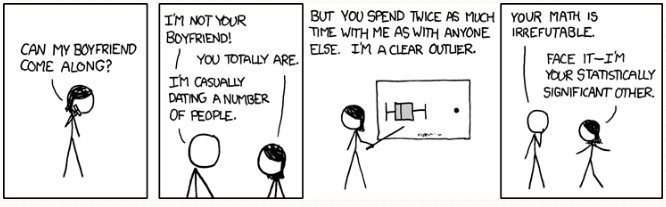 CAN MY BOYFRIEND
COME ALONG?
I'M NOT YOUR
BOYFRIEND!
YOU TOTALLY ARE.
I'M CASUALLY
DATING A NUMBER
OF PEOPLE.
BUT YOU SPEND TWICE AS MUCH
TIME WITH ME AS WITH ANYONE
ELSE. I'M A CLEAR OUTLIER.
YOUR MATH IS
IRREFUTABLE.
FACE IT—I'M
YOUR STATISTICALLY
SIGNIFICANT OTHER.